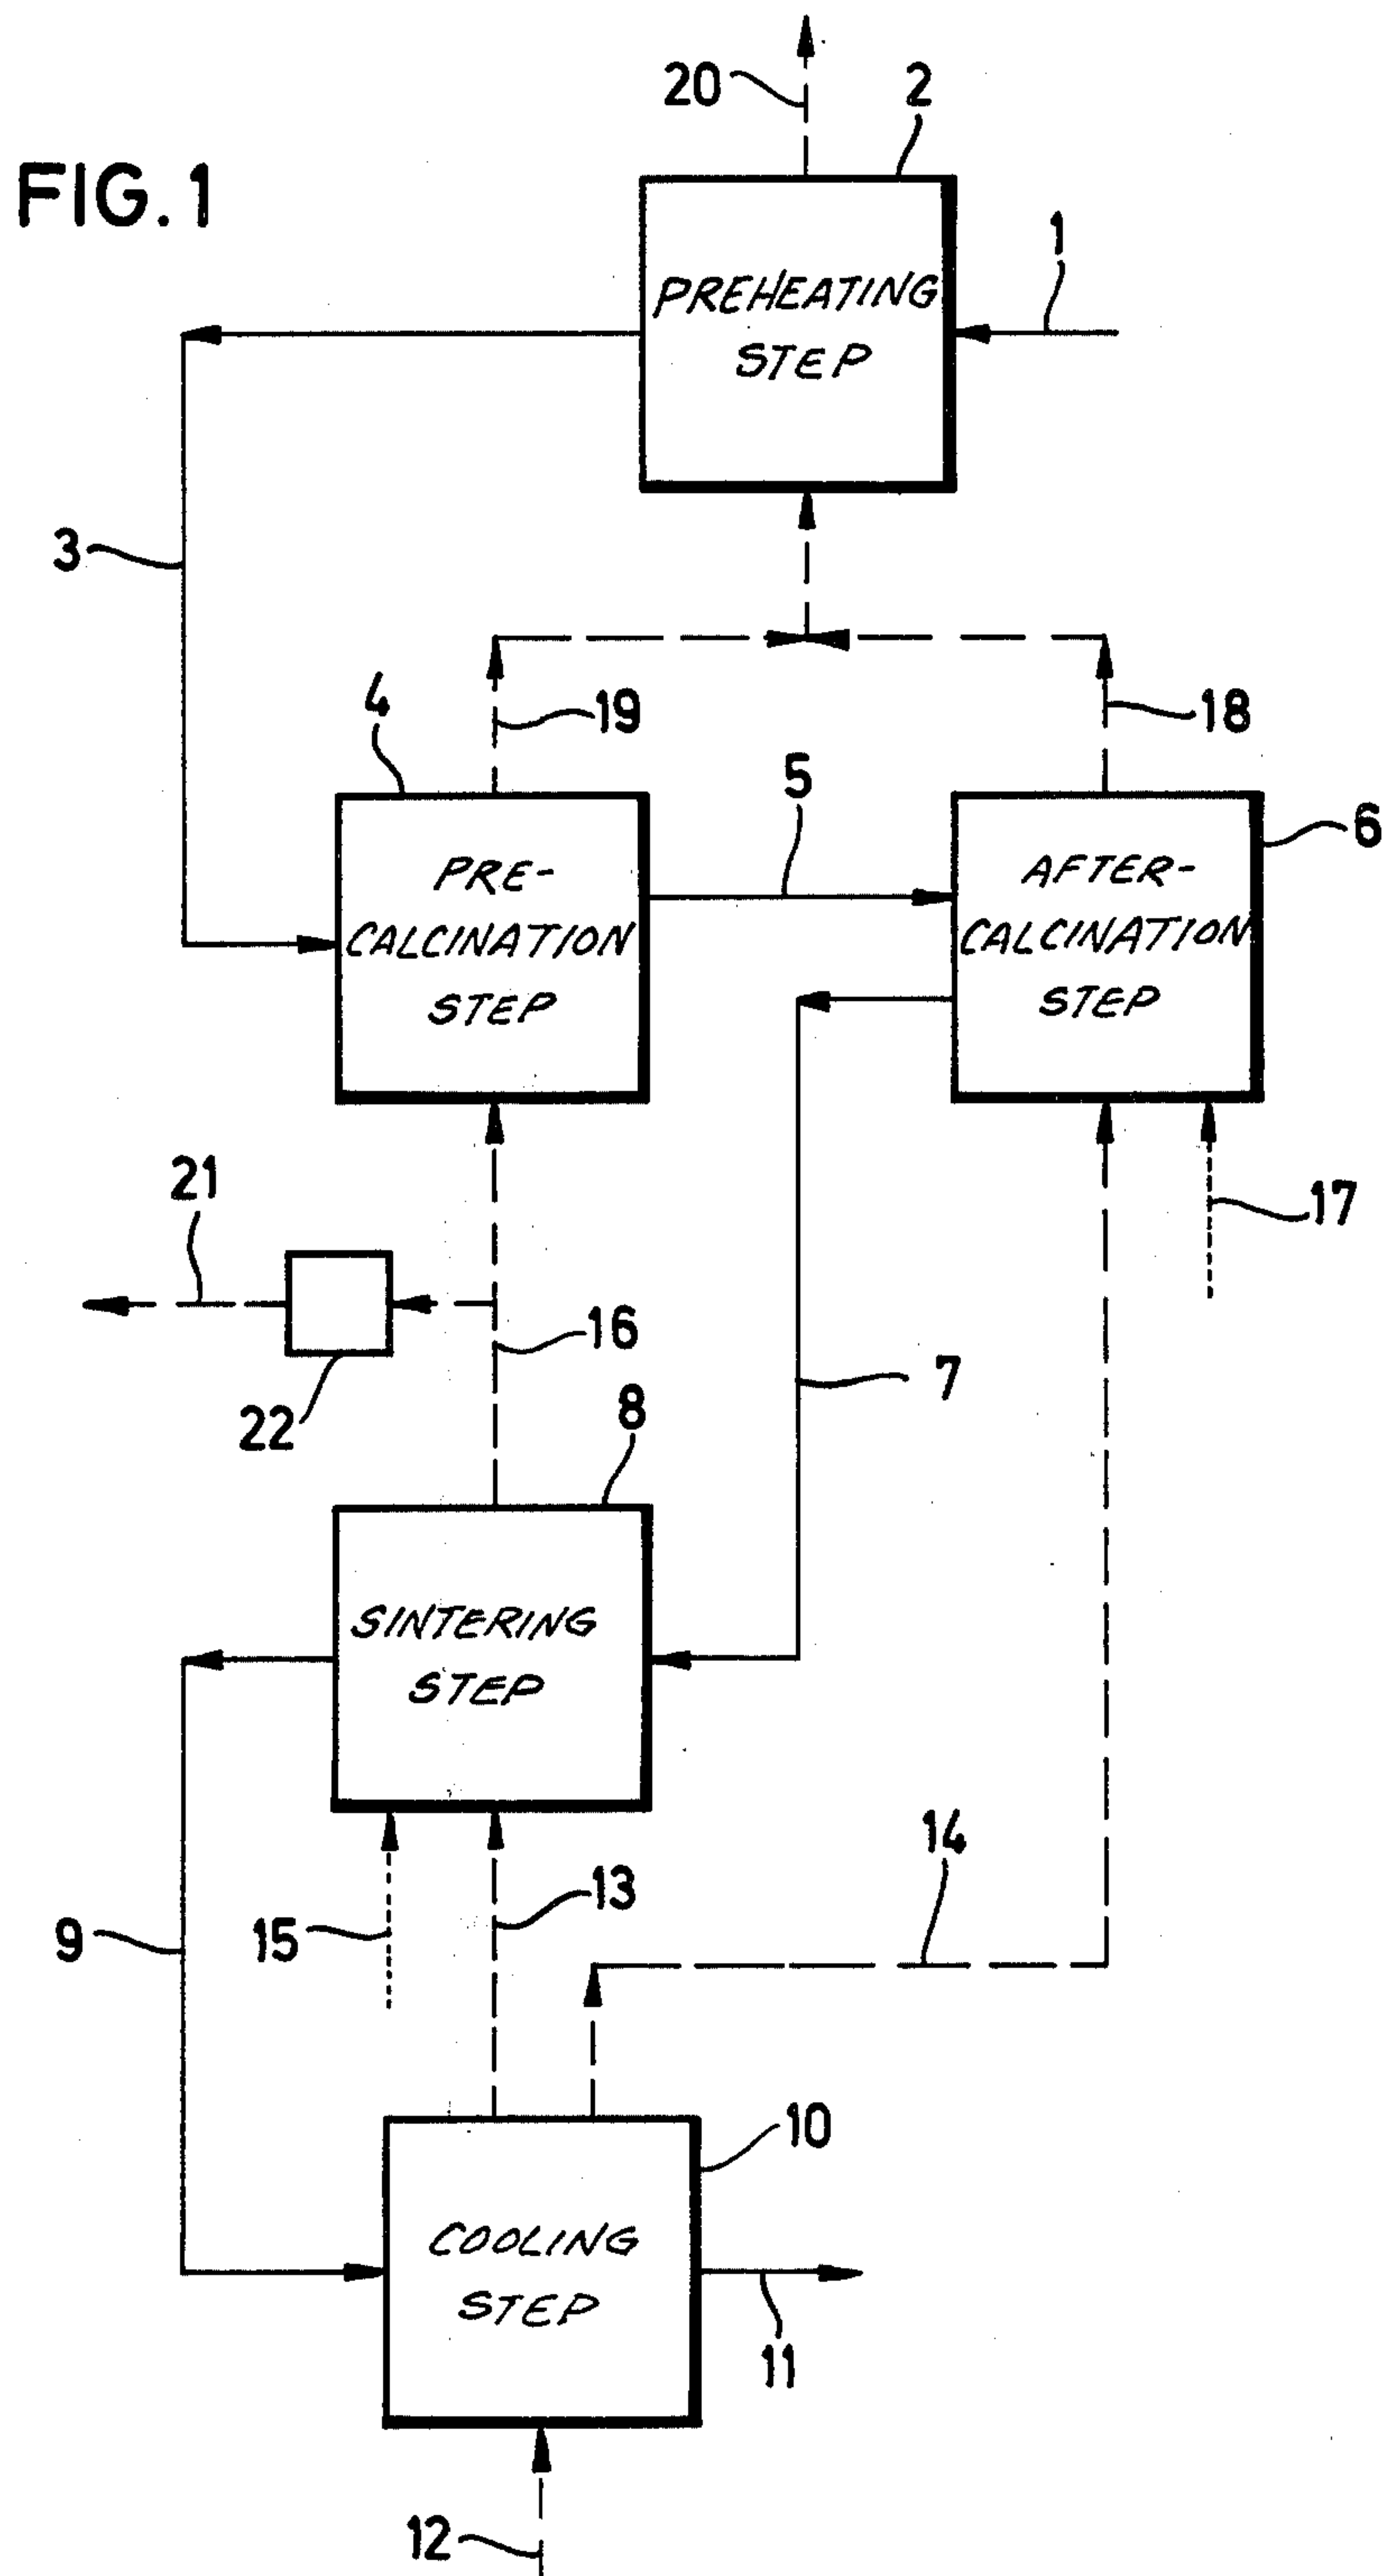 FIG. 1
20
2
1
PREHEATING
STEP
3
4
19
18
5
6
PRE-
CALCINATION
STEP
AFTER-
CALCINATION
STEP
21
17
16
22
7
8
SINTERING
STEP
14
13
15
9
10
COOLING
STEP
11
12